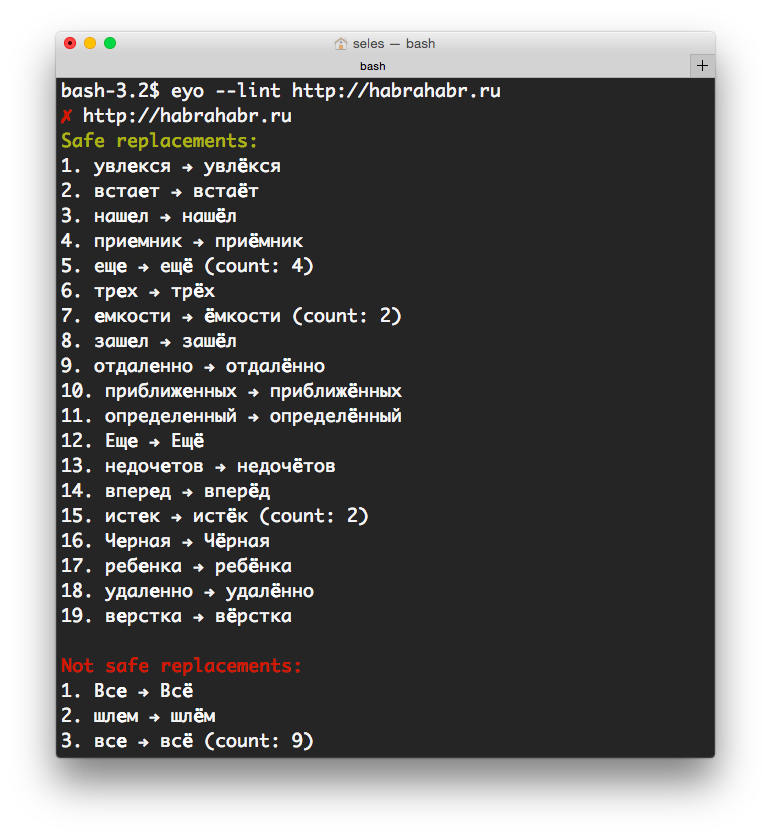 seles — bash
bash
bash-3.2$ eyo --lint http://habrahabr.ru
✗ http://habrahabr.ru
Safe replacements:
1. увлекся → увлёкся
2. встает → встаёт
3. нашел → нашёл
4. приемник → приёмник
5. еще → ещё (count: 4)
6. трех → трёх
7. емкости → ёмкости (count: 2)
8. зашел → зашёл
9. отдаленно → отдалённо
10. приближенных → приближённых
11. определенный → определённый
12. Еще → Ещё
13. недочетов → недочётов
14. вперед → вперёд
15. истек → истёк (count: 2)
16. Черная → Чёрная
17. ребенка → ребёнка
18. удаленно → удалённо
19. верстка → вёрстка
Not safe replacements:
1. Все → Всё
2. шлем → шлём
3. все → всё (count: 9)